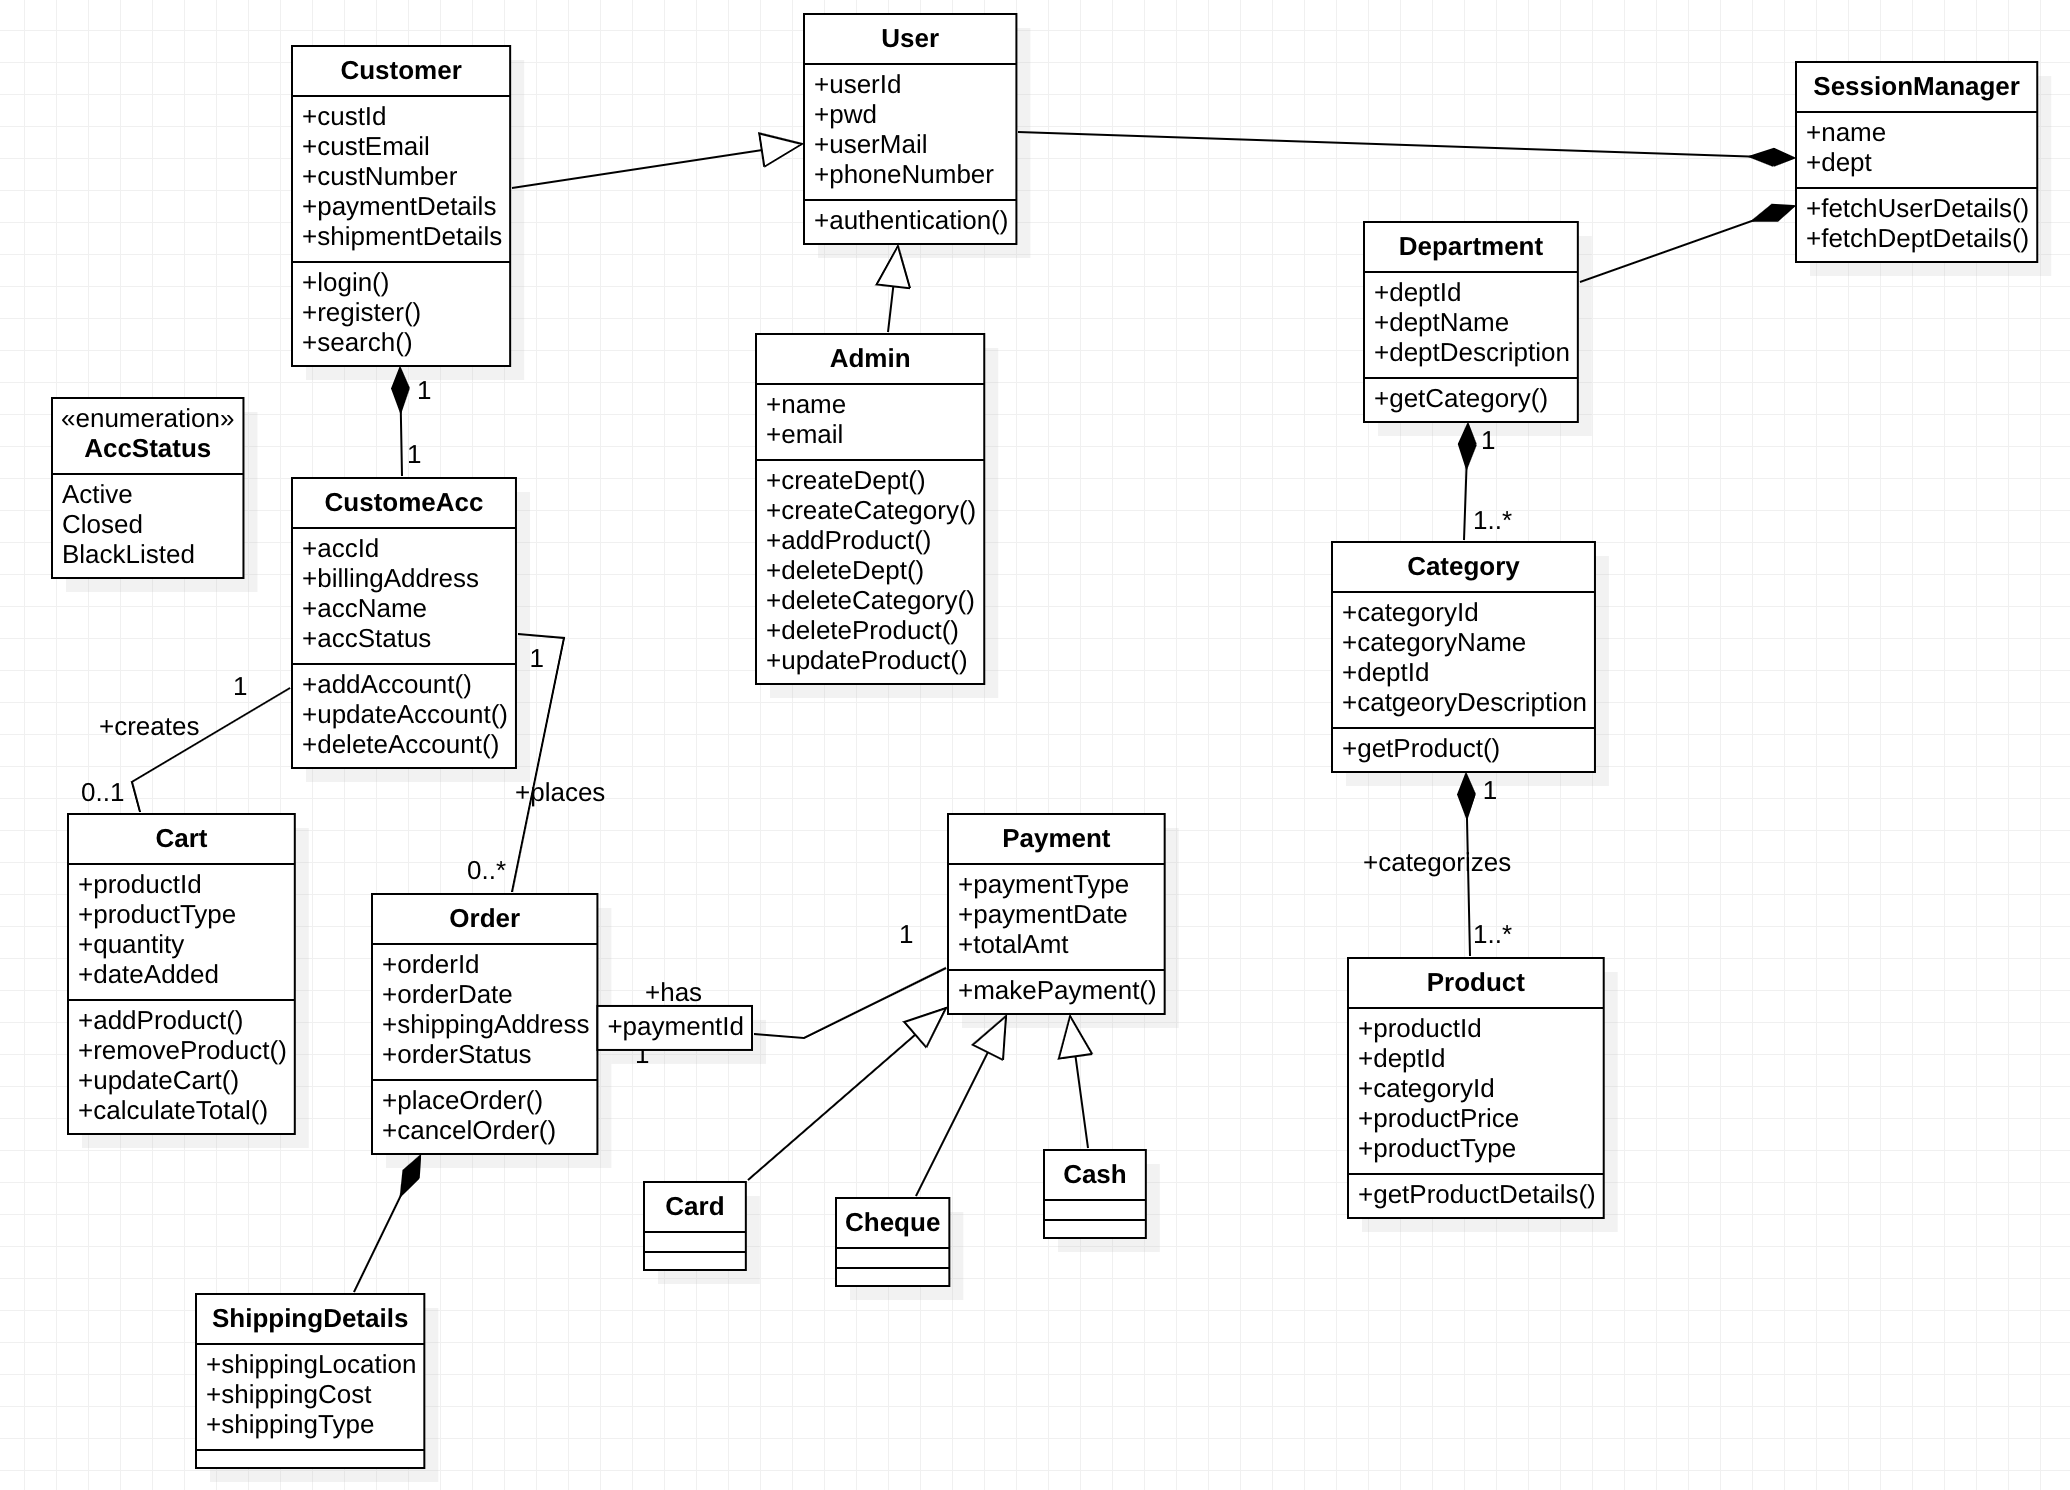 User
+userId
+pwd
+userMail
+phoneNumber
+authentication()
Customer
+custId
+custEmail
+custNumber
+paymentDetails
+shipmentDetails
+login()
+register()
+search()
SessionManager
+name
+dept
+fetchUserDetails()
+fetchDeptDetails()
Department
+deptId
+deptName
+deptDescription
+getCategory()
Admin
+name
+email
+createDept()
+createCategory()
+addProduct()
+deleteDept()
+deleteCategory()
+deleteProduct()
+updateProduct()
1
1
«enumeration»
AccStatus
Active
Closed
BlackListed
CustomeAcc
+accId
+billingAddress
+accName
+accStatus
+addAccount()
+updateAccount()
+deleteAccount()
1
1..*
Category
+categoryId
+categoryName
+deptId
+catgeoryDescription
+getProduct()
1
+creates
0..1
1
+places
0..*
1
+categorizes
1..*
Cart
+productId
+productType
+quantity
+dateAdded
+addProduct()
+removeProduct()
+updateCart()
+calculateTotal()
Order
+orderId
+orderDate
+shippingAddress
+orderStatus
+placeOrder()
+cancelOrder()
+has
+paymentId
1
1
Payment
+paymentType
+paymentDate
+totalAmt
+makePayment()
Product
+productId
+deptId
+categoryId
+productPrice
+productType
+getProductDetails()
Card
Cheque
Cash
ShippingDetails
+shippingLocation
+shippingCost
+shippingType